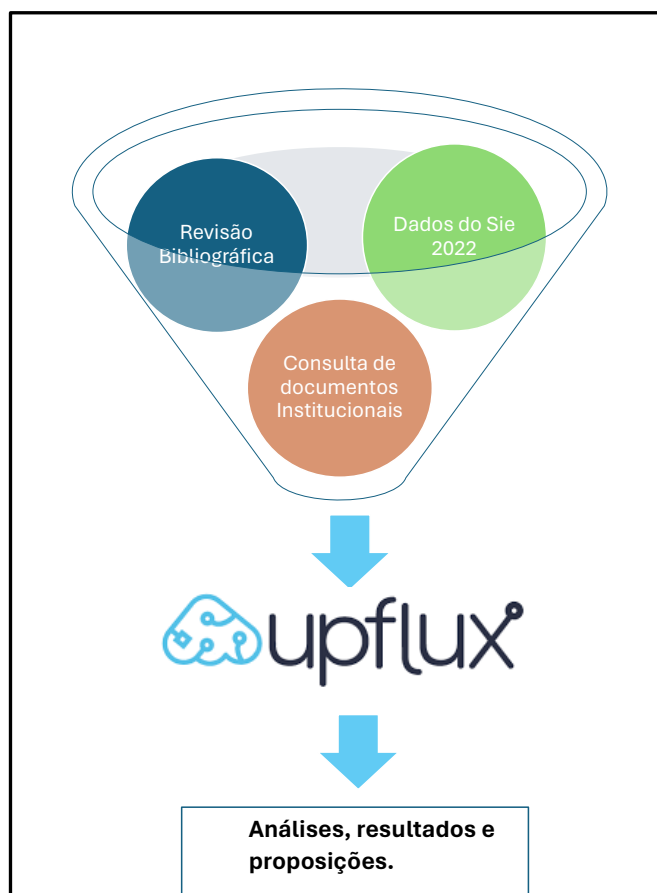 Revisão
Bibliográfica
Dados do Sie
2022
Consulta de
documentos
Institucionais
upflux
Análises, resultados e
proposições.